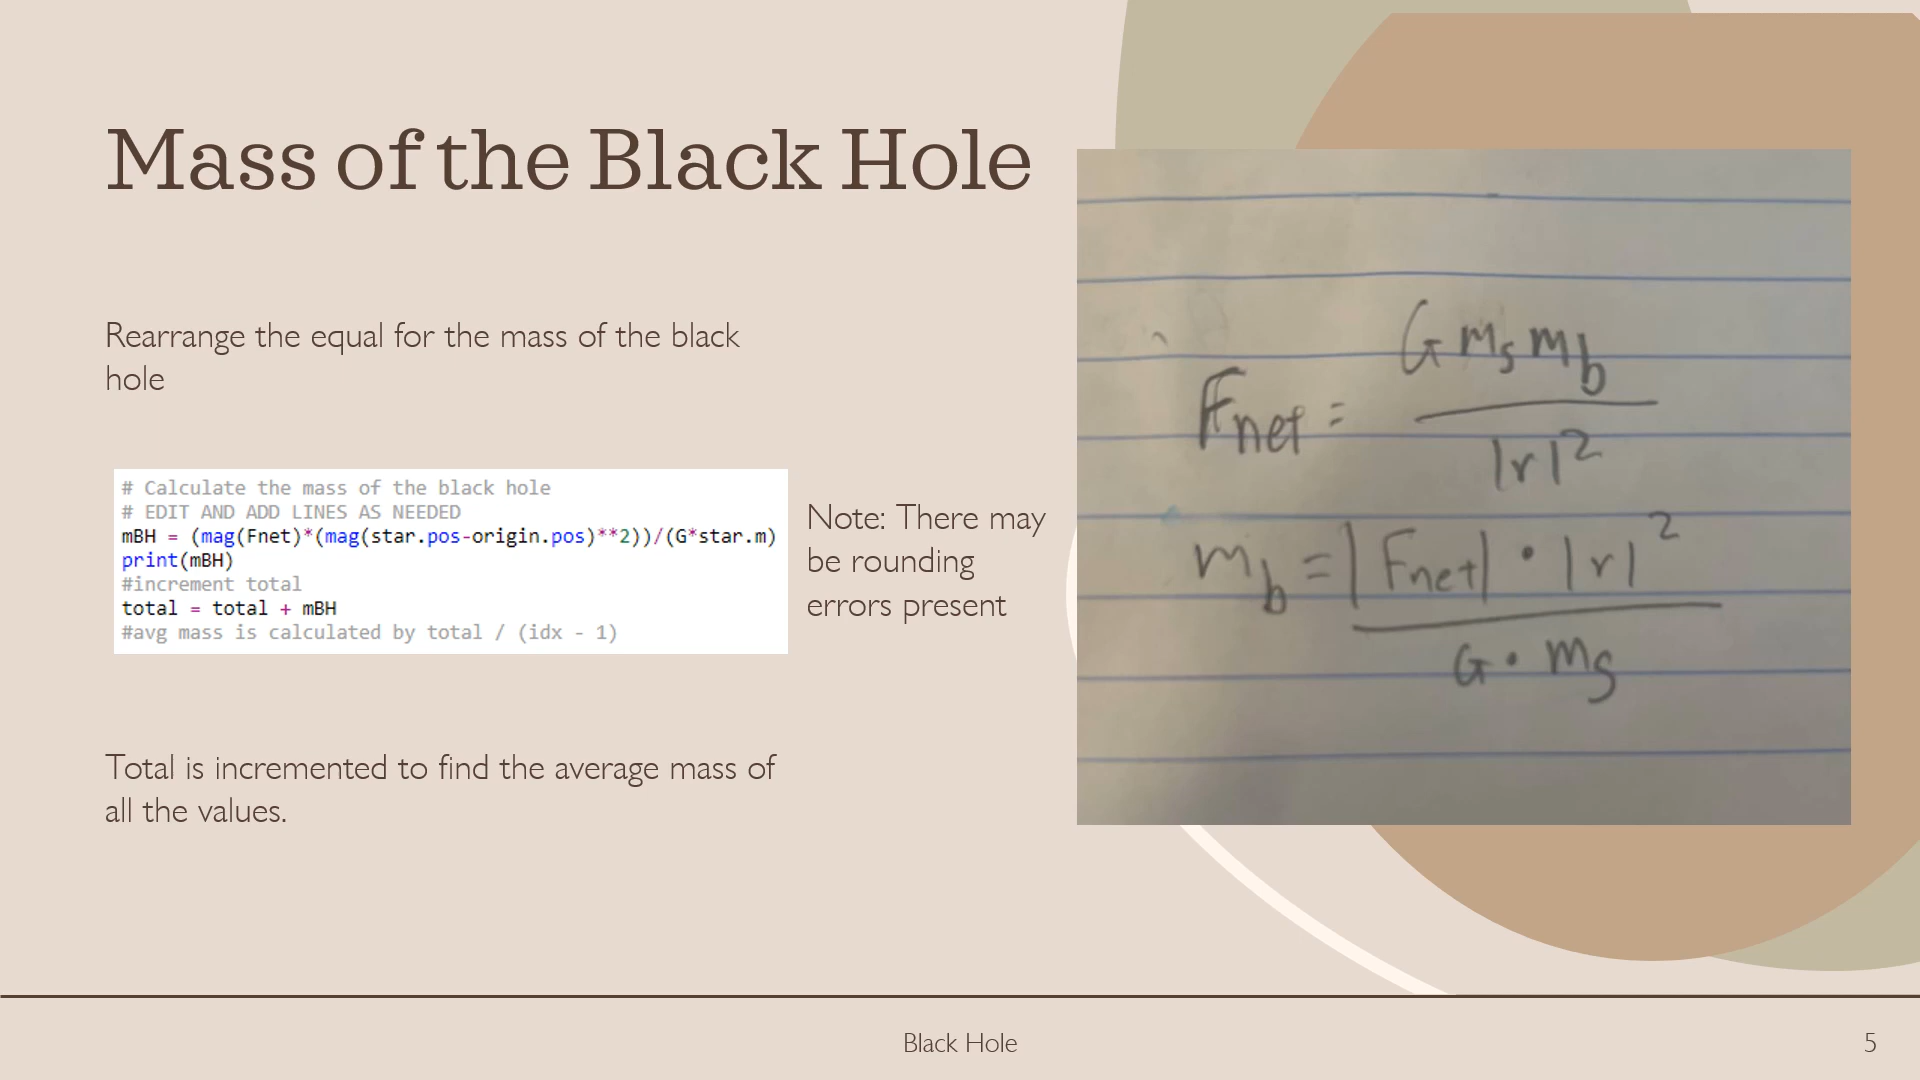 Mass of the Black Hole
Rearrange the equal for the mass of the black
hole
# Calculate the mass of the black hole
# EDIT AND ADD LINES AS NEEDED
mBH = (mag(Fnet)*(mag(star.pos-origin.pos)**2))/(G*star.m)
print(mBH)
#increment total
total = total + mBH
#avg mass is calculated by total / (idx - 1)
Note: There may
be rounding
errors present
Total is incremented to find the average mass of
all the values.
G ms mb
Fnet =
|r|²
mb = |Fnet| • |r|²
G • ms
Black Hole
5